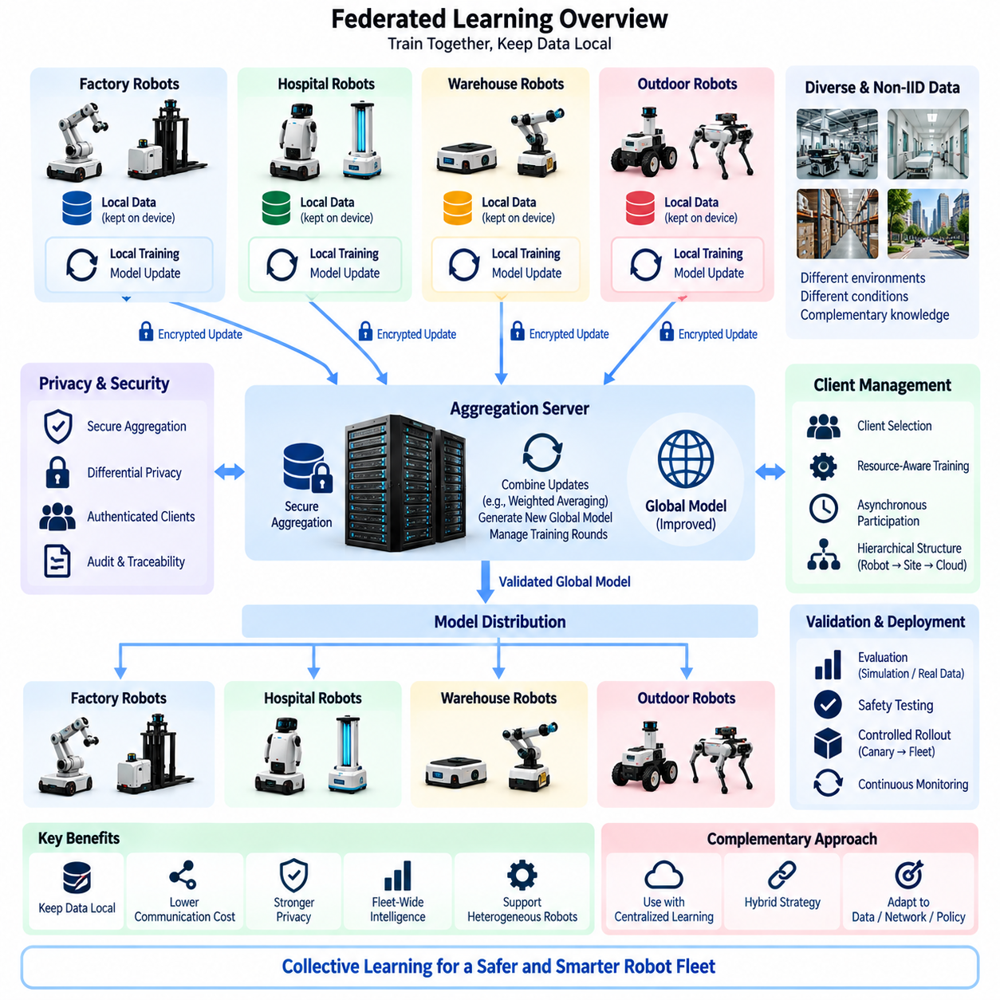 Federated Learning Overview
Train Together, Keep Data Local
Factory Robots
Local Data
(kept on device)
Local Training
Model Update
Hospital Robots
Local Data
(kept on device)
Local Training
Model Update
Warehouse Robots
Local Data
(kept on device)
Local Training
Model Update
Outdoor Robots
Local Data
(kept on device)
Local Training
Model Update
Diverse & Non-IID Data
Different environments
Different conditions
Complementary knowledge
Encrypted Update
Encrypted Update
Encrypted Update
Encrypted Update
Privacy & Security
Secure Aggregation
Differential Privacy
Authenticated Clients
Audit & Traceability
Aggregation Server
Secure
Aggregation
Combine Updates
(e.g., Weighted Averaging)
Generate New Global Model
Manage Training Rounds
Global Model
(Improved)
Client Management
Client Selection
Resource-Aware Training
Asynchronous
Participation
Hierarchical Structure
(Robot → Site → Cloud)
Validated Global Model
Model Distribution
Factory Robots
Hospital Robots
Warehouse Robots
Outdoor Robots
Validation & Deployment
Evaluation
(Simulation / Real Data)
Safety Testing
Controlled Rollout
(Canary → Fleet)
Continuous Monitoring
Key Benefits
Keep Data Local
Lower
Communication Cost
Stronger
Privacy
Fleet-Wide
Intelligence
Support
Heterogeneous Robots
Complementary Approach
Use with
Centralized Learning
Hybrid Strategy
Adapt to
Data / Network / Policy
Collective Learning for a Safer and Smarter Robot Fleet